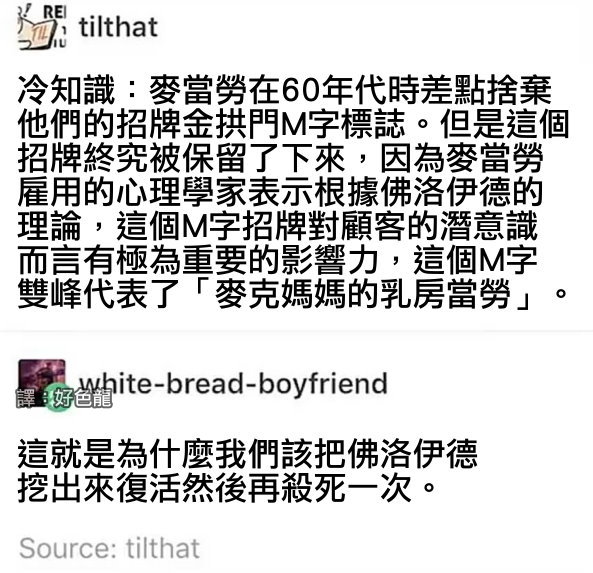 REI
TIL
IU
tilthat
冷知識：麥當勞在60年代時差點捨棄
他們的招牌金拱門M字標誌。但是這個
招牌終究被保留了下來，因為麥當勞
雇用的心理學家表示根據佛洛伊德的
理論，這個M字招牌對顧客的潛意識
而言有極為重要的影響力，這個M字
雙峰代表了「麥克媽媽的乳房當勞」。
white-bread-boyfriend
譯：好色龍
這就是為什麼我們該把佛洛伊德
挖出來復活然後再殺死一次。
Source: tilthat